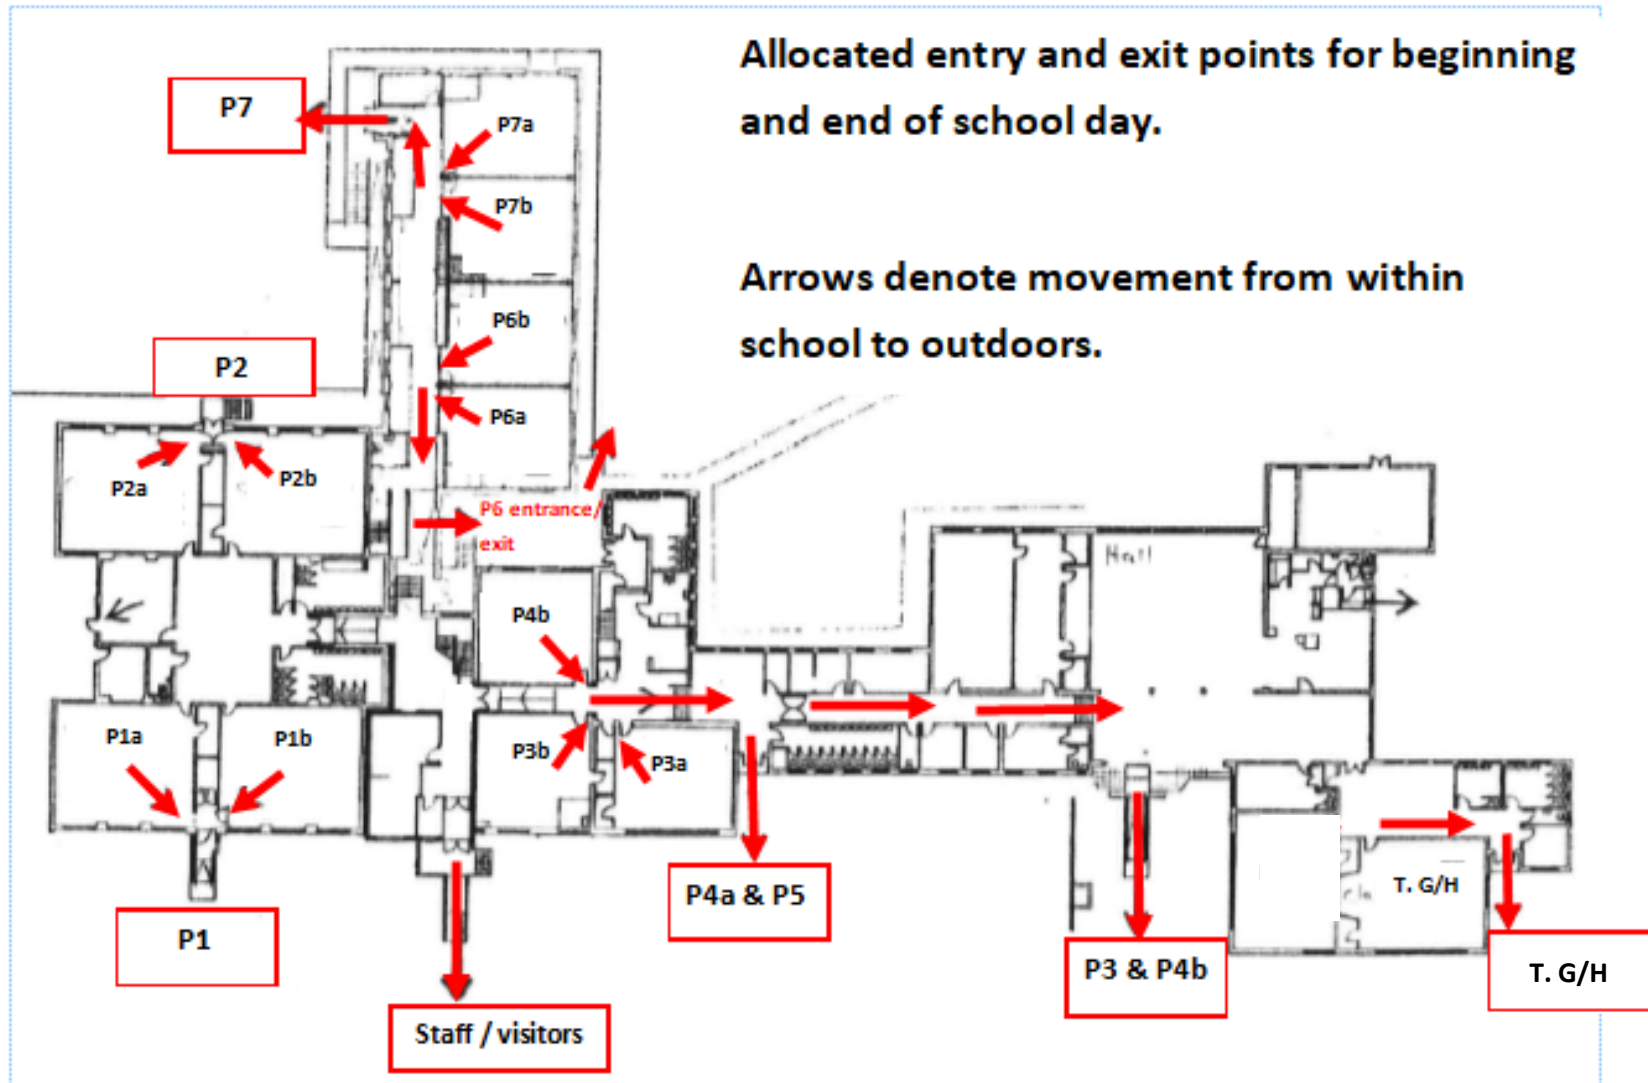 Allocated entry and exit points for beginning
and end of school day.
Arrows denote movement from within
school to outdoors.
P7
P7a
P7b
P6b
P6a
P2
P2a
P2b
P6 entrance/
exit
Hall
P4b
P1a
P1b
P3b
P3a
P4a & P5
T. G/H
P1
P3 & P4b
T. G/H
Staff / visitors